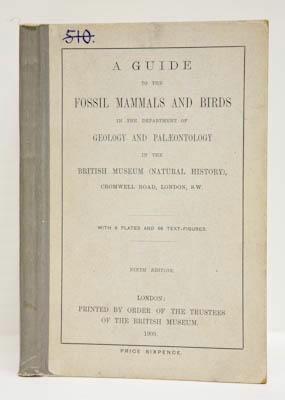 510.
A GUIDE
TO THE
FOSSIL MAMMALS AND BIRDS
IN THE DEPARTMENT OF
GEOLOGY AND PALÆONTOLOGY
IN THE
BRITISH MUSEUM (NATURAL HISTORY),
CROMWELL ROAD, LONDON, S.W.
WITH 6 PLATES AND 88 TEXT-FIGURES.
NINTH EDITION.
LONDON:
PRINTED BY ORDER OF THE TRUSTEES
OF THE BRITISH MUSEUM.
1909.
PRICE SIXPENCE.